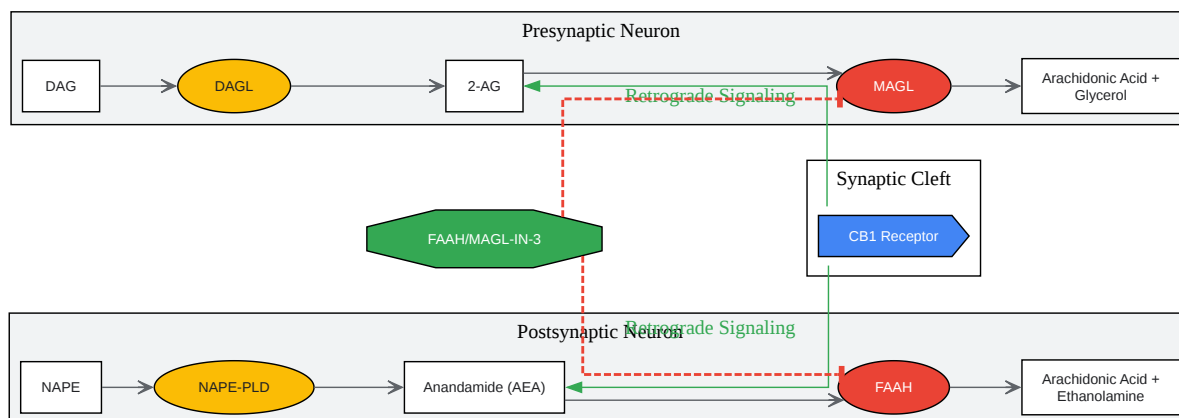 Presynaptic Neuron
DAG
DAGL
2-AG
MAGL
Arachidonic Acid +
Glycerol
Retrograde Signaling
Synaptic Cleft
CB1 Receptor
FAAH/MAGL-IN-3
Postsynaptic Neuron
Retrograde Signaling
NAPE
NAPE-PLD
Anandamide (AEA)
FAAH
Arachidonic Acid +
Ethanolamine